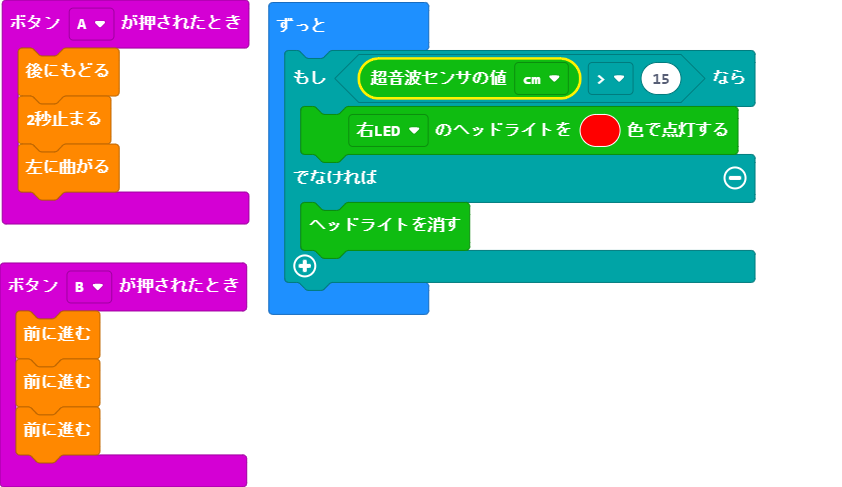 ボタン A が押されたとき
後にもどる
2秒止まる
左に曲がる
ボタン B が押されたとき
前に進む
前に進む
前に進む
ずっと
もし 超音波センサの値 cm > 15 なら
右LED のヘッドライトを 色で点灯する
でなければ
ヘッドライトを消す